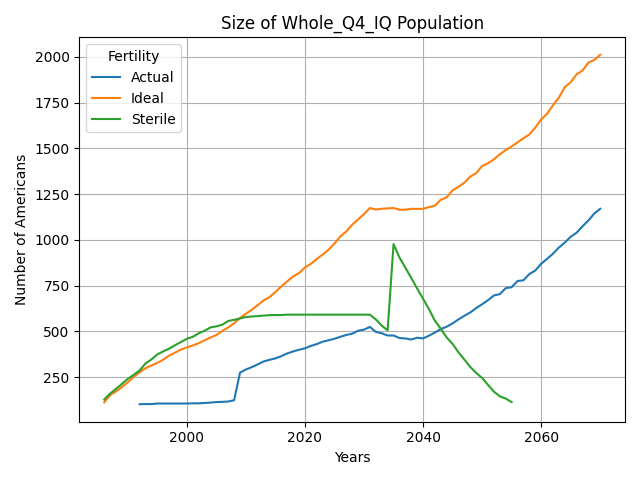 Size of Whole_Q4_IQ Population
Fertility
Actual
Ideal
Sterile
Number of Americans
2000
1750
1500
1250
1000
750
500
250
2000
2020
2040
2060
Years